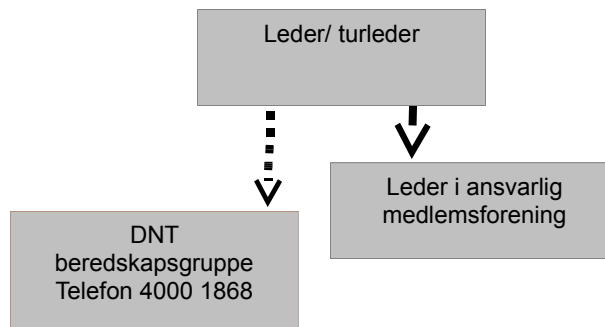 Leder/ turleder
Leder i ansvarlig
medlemsforening
DNT
beredskapsgruppe
Telefon 4000 1868